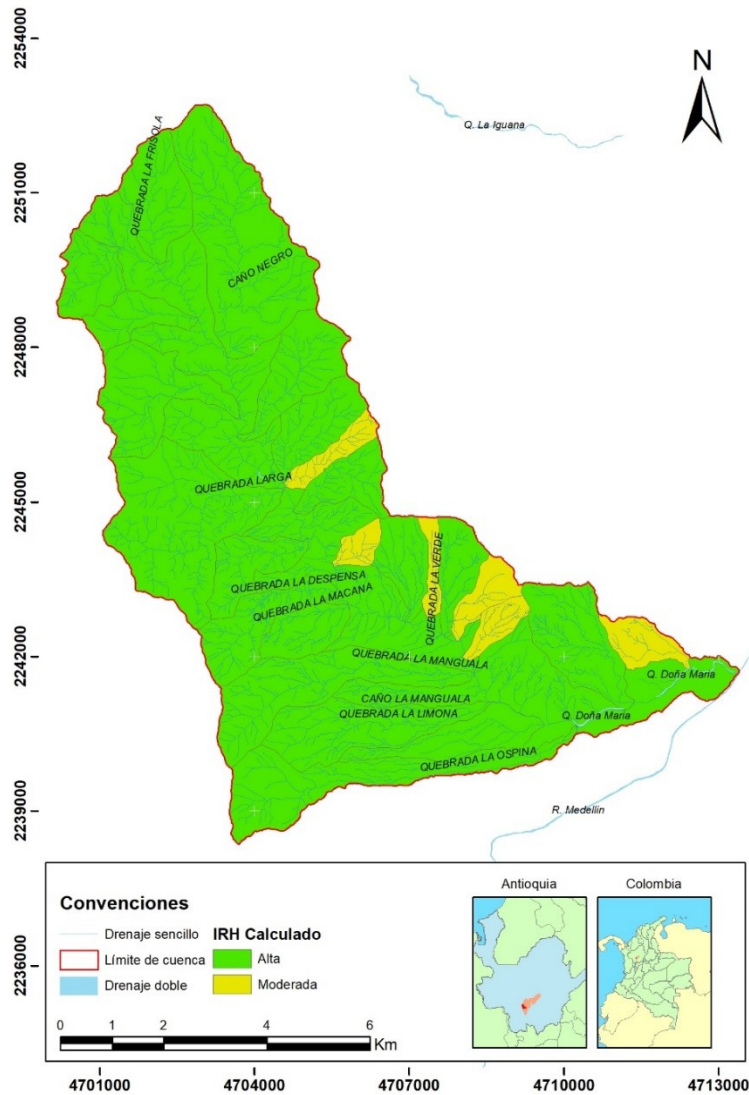 2254000
2251000
2248000
2245000
2242000
2239000
2236000
N
Q. La Iguana
QUEBRADA LA FRISOLA
CAÑO NEGRO
QUEBRADA LARGA
QUEBRADA LA DESPENSA
QUEBRADA LA MACANA
QUEBRADA LA VERDE
QUEBRADA LA MANGUALA
Q. Doña Maria
CAÑO LA MANGUALA
QUEBRADA LA LIMONA
Q. Doña Maria
QUEBRADA LA OSPINA
R. Medellin
Convenciones
Drenaje sencillo
Límite de cuenca
Drenaje doble
IRH Calculado
Alta
Moderada
0 1 2 4 6
Km
Antioquia
Colombia
4701000 4704000 4707000 4710000 4713000